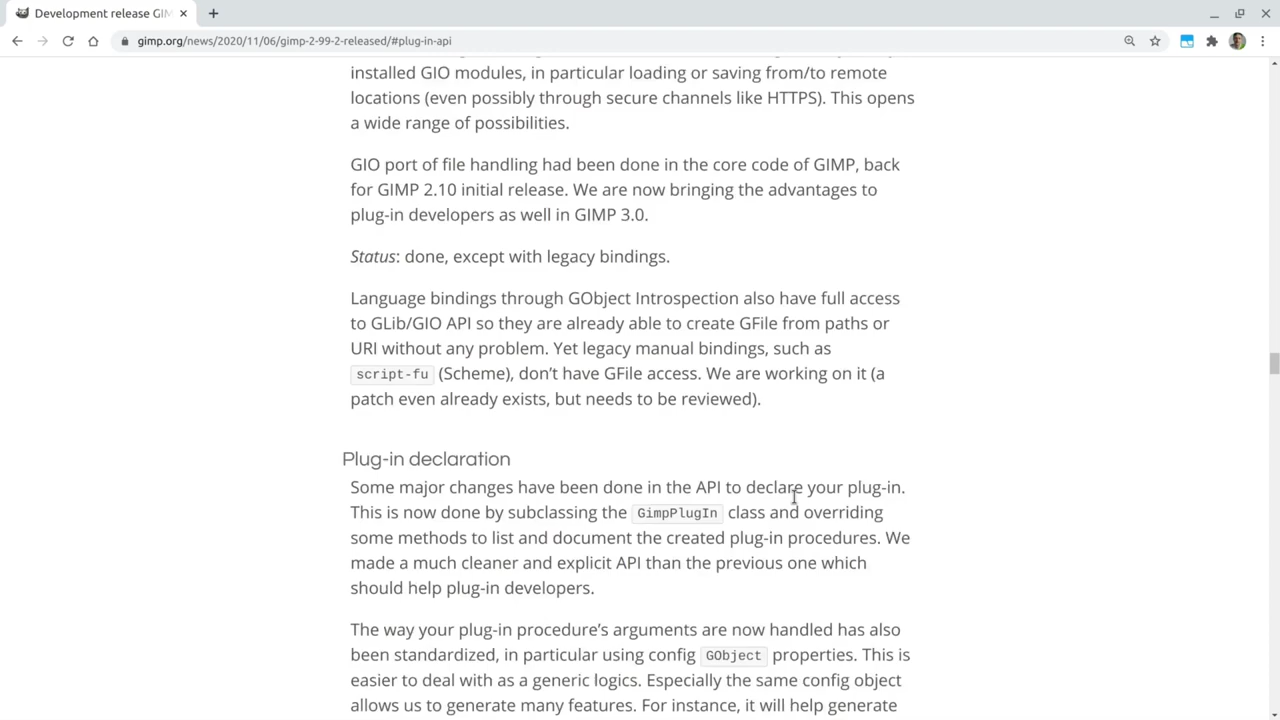 Development release GIM
gimp.org/news/2020/11/06/gimp-2-99-2-released/#plug-in-api
installed GIO modules, in particular loading or saving from/to remote
locations (even possibly through secure channels like HTTPS). This opens
a wide range of possibilities.
GIO port of file handling had been done in the core code of GIMP, back
for GIMP 2.10 initial release. We are now bringing the advantages to
plug-in developers as well in GIMP 3.0.
Status: done, except with legacy bindings.
Language bindings through GObject Introspection also have full access
to GLib/GIO API so they are already able to create GFile from paths or
URI without any problem. Yet legacy manual bindings, such as
script-fu (Scheme), don’t have GFile access. We are working on it (a
patch even already exists, but needs to be reviewed).
Plug-in declaration
Some major changes have been done in the API to declare your plug-in.
This is now done by subclassing the GimpPlugIn class and overriding
some methods to list and document the created plug-in procedures. We
made a much cleaner and explicit API than the previous one which
should help plug-in developers.
The way your plug-in procedure’s arguments are now handled has also
been standardized, in particular using config GObject properties. This is
easier to deal with as a generic logics. Especially the same config object
allows us to generate many features. For instance, it will help generate